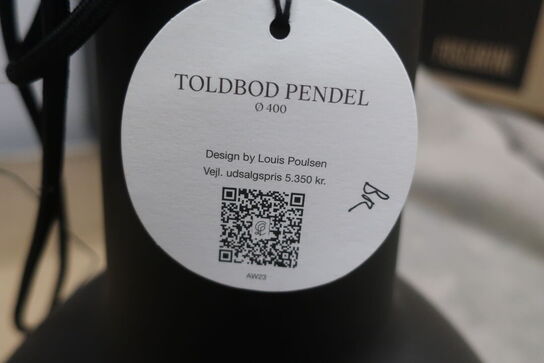 TOLDBOD PENDEL
Ø 400
Design by Louis Poulsen
Vejl. udsalgspris 5.350 kr.
AW23